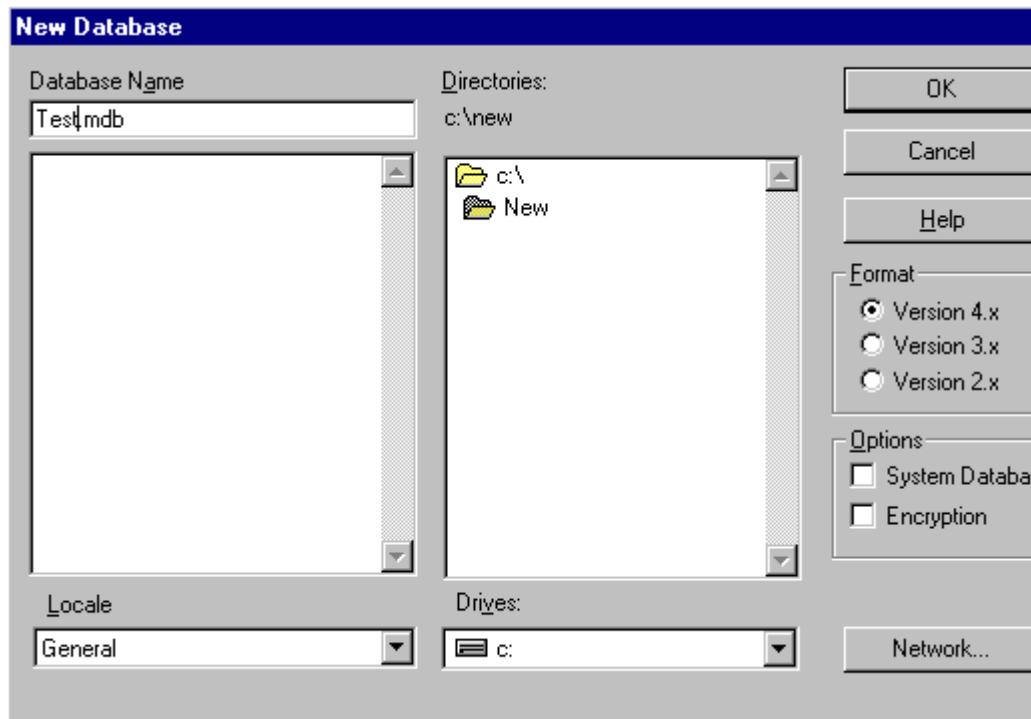 New Database
Database Name
Test.mdb
Directories:
c:\new
c:\
New
OK
Cancel
Help
Format
Version 4.x
Version 3.x
Version 2.x
Options
System Databa
Encryption
Locale
General
Drives:
c:
Network...